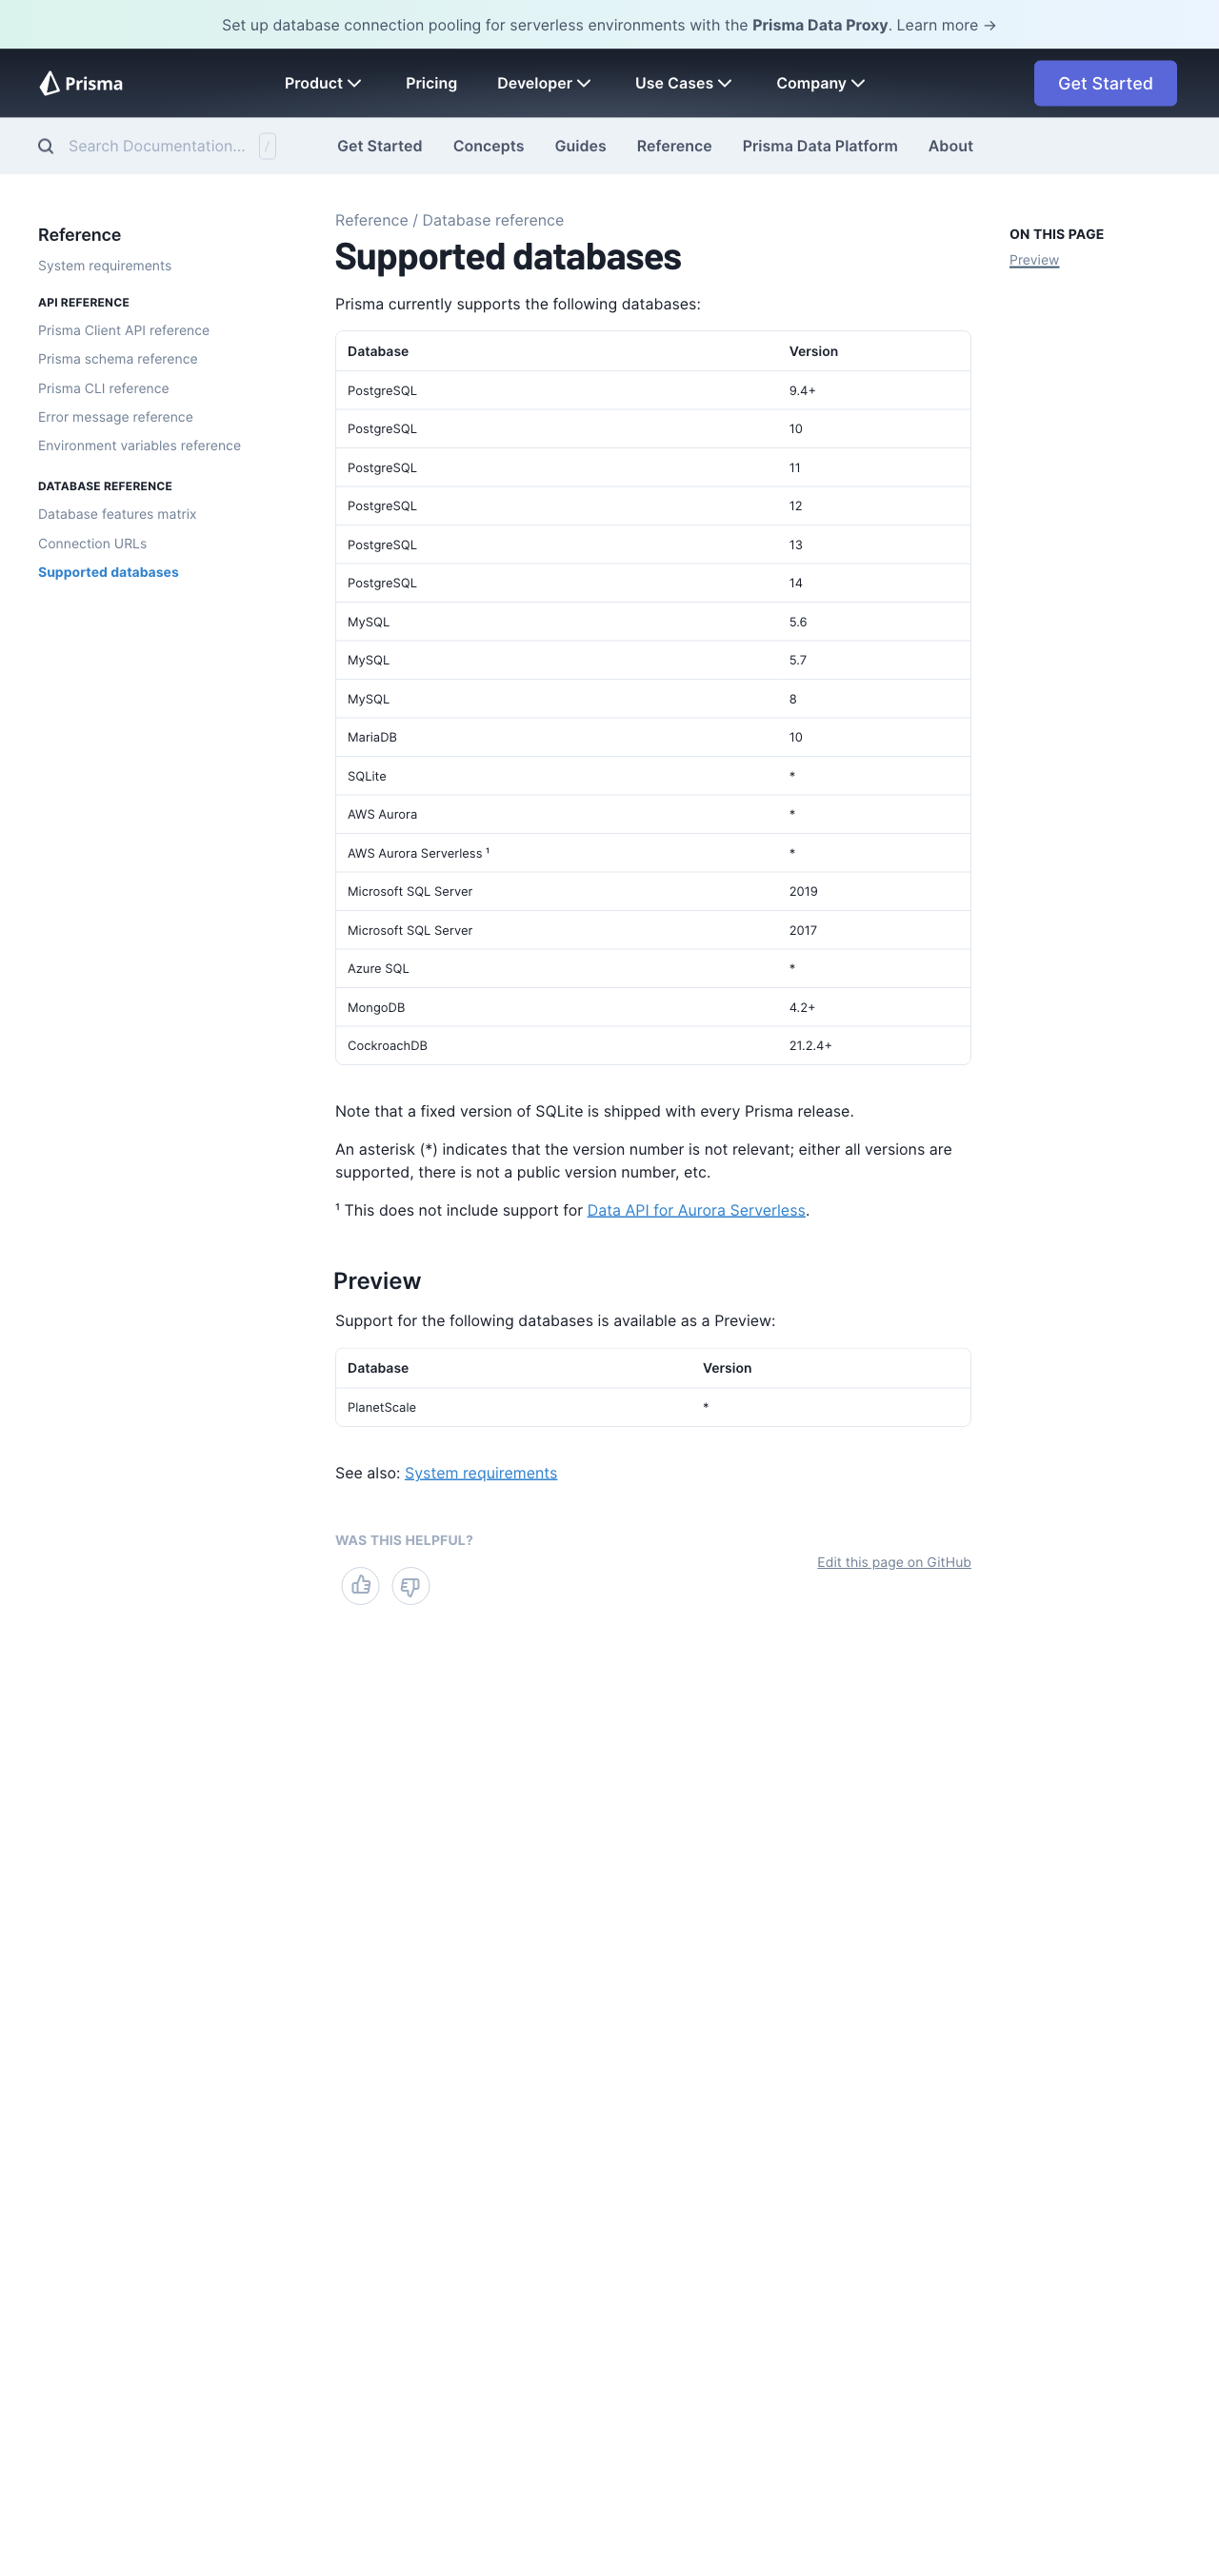 Set up database connection pooling for serverless environments with the Prisma Data Proxy. Learn more →
Prisma
Product
Pricing
Developer
Use Cases
Company
Get Started
Search Documentation... /
Get Started
Concepts
Guides
Reference
Prisma Data Platform
About
Reference
System requirements
API REFERENCE
Prisma Client API reference
Prisma schema reference
Prisma CLI reference
Error message reference
Environment variables reference
DATABASE REFERENCE
Database features matrix
Connection URLs
Supported databases
Reference / Database reference
Supported databases
Prisma currently supports the following databases:
Database Version
PostgreSQL 9.4+
PostgreSQL 10
PostgreSQL 11
PostgreSQL 12
PostgreSQL 13
PostgreSQL 14
MySQL 5.6
MySQL 5.7
MySQL 8
MariaDB 10
SQLite *
AWS Aurora *
AWS Aurora Serverless ¹ *
Microsoft SQL Server 2019
Microsoft SQL Server 2017
Azure SQL *
MongoDB 4.2+
CockroachDB 21.2.4+
Note that a fixed version of SQLite is shipped with every Prisma release.
An asterisk (*) indicates that the version number is not relevant; either all versions are
supported, there is not a public version number, etc.
¹ This does not include support for Data API for Aurora Serverless.
Preview
Support for the following databases is available as a Preview:
Database Version
PlanetScale *
See also: System requirements
WAS THIS HELPFUL?
Edit this page on GitHub
ON THIS PAGE
Preview